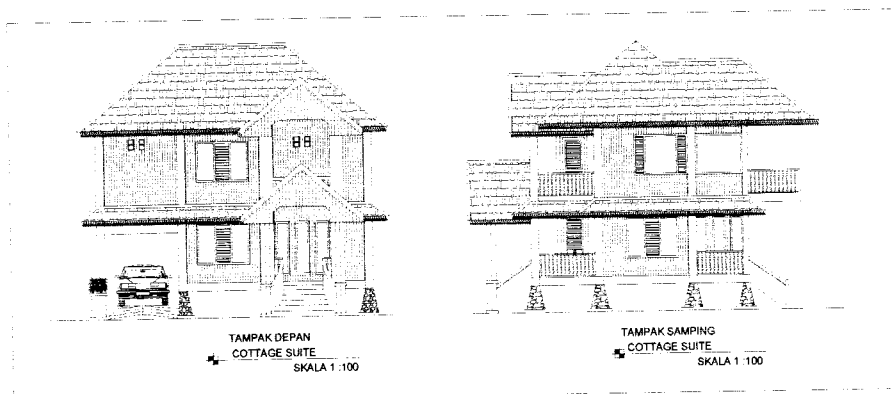 TAMPAK DEPAN
COTTAGE SUITE
SKALA 1 :100
TAMPAK SAMPING
COTTAGE SUITE
SKALA 1 :100